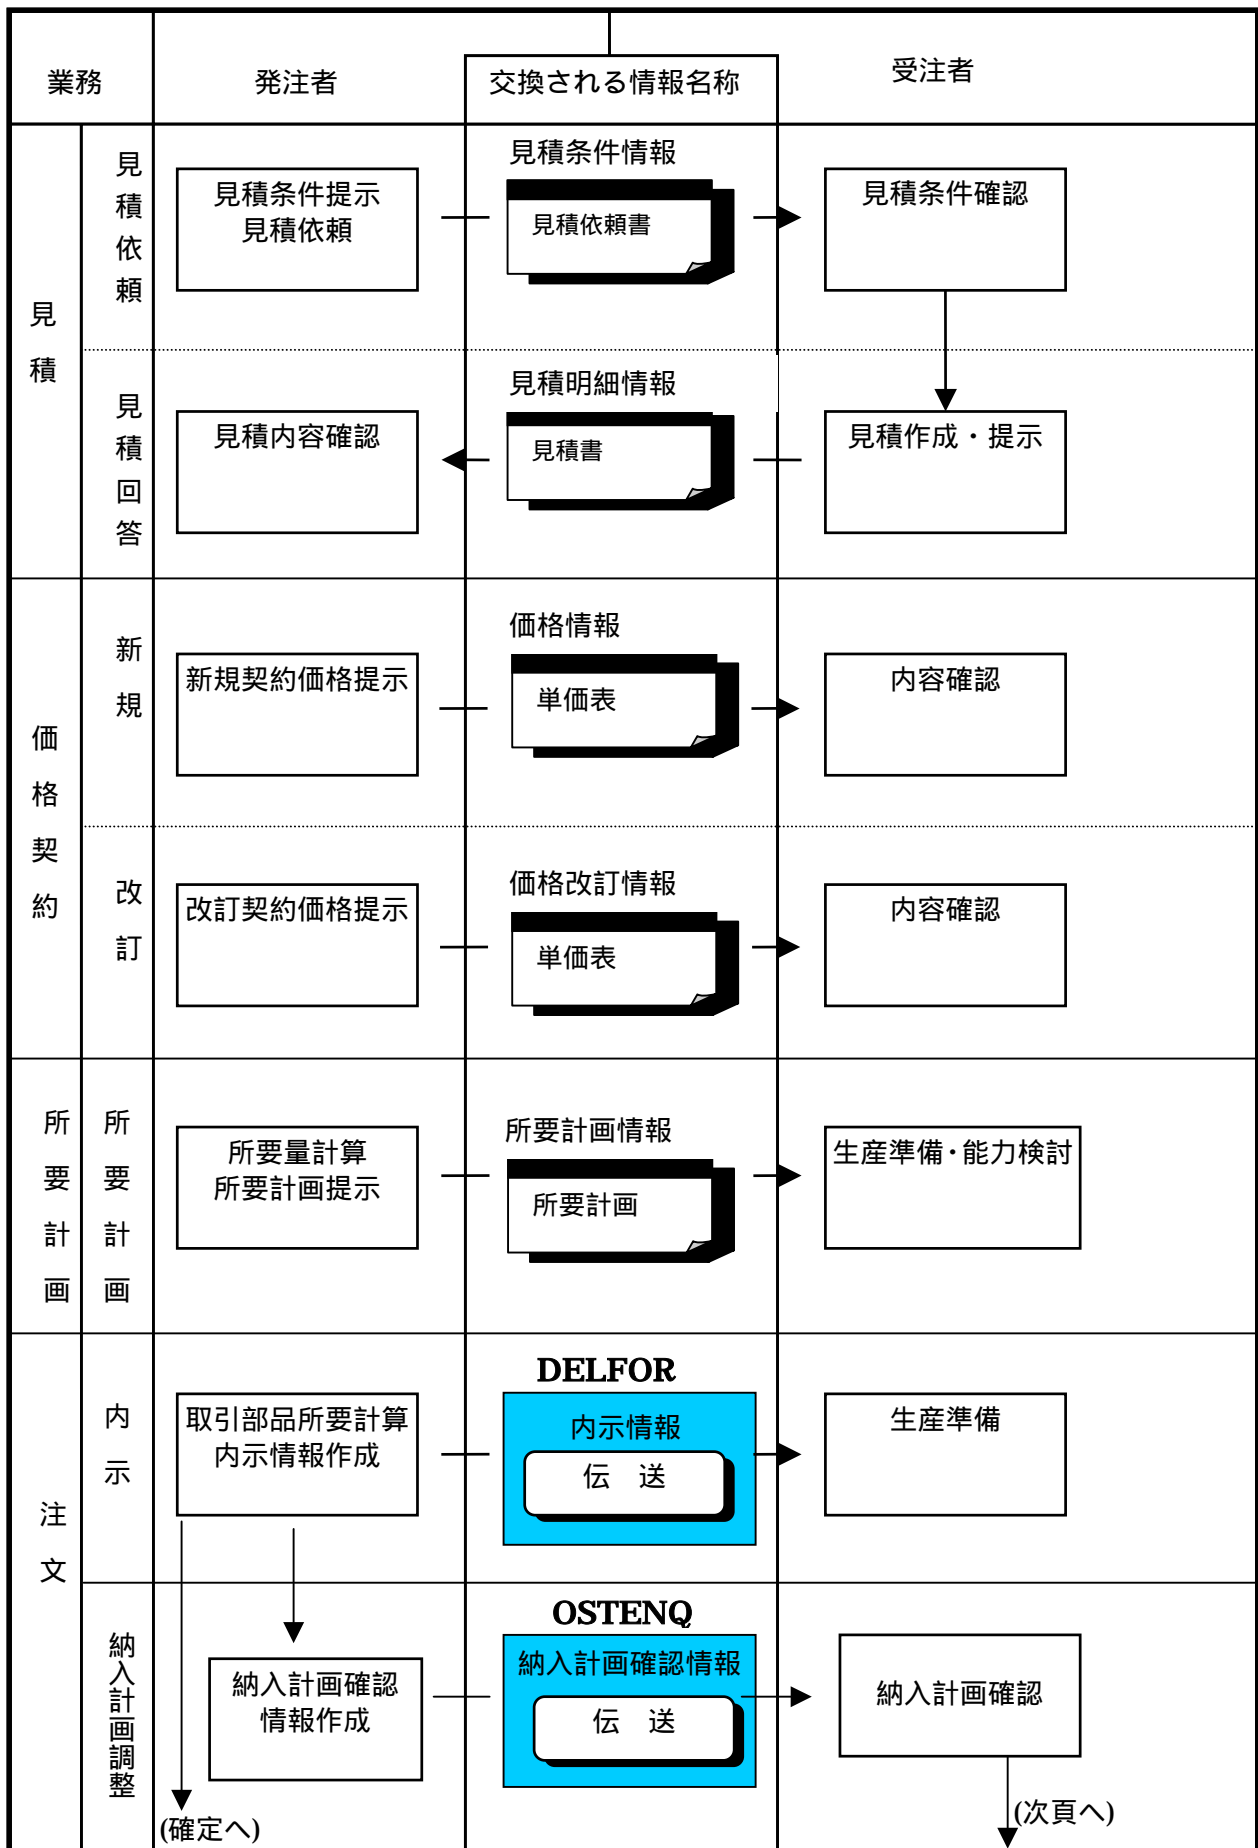 業務
発注者
交換される情報名称
受注者
見積
見積依頼
見積条件提示
見積依頼
見積条件情報
見積依頼書
見積条件確認
見積回答
見積内容確認
見積明細情報
見積書
見積作成・提示
価格契約
新規
新規契約価格提示
価格情報
単価表
内容確認
改訂
改訂契約価格提示
価格改訂情報
単価表
内容確認
所要計画
所要計画
所要量計算
所要計画提示
所要計画情報
所要計画
生産準備・能力検討
注文
内示
取引部品所要計算
内示情報作成
DELFOR
内示情報
伝 送
生産準備
納入計画調整
納入計画確認
情報作成
OSTENQ
納入計画確認情報
伝 送
納入計画確認
(確定へ)
(次頁へ)